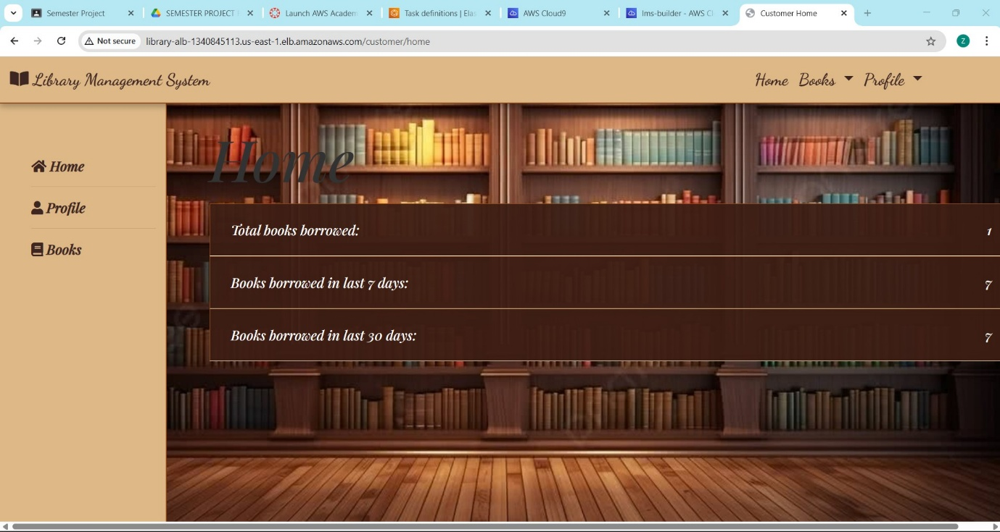 Semester Project
SEMESTER PROJECT
Launch AWS Academ
Task definitions | Elas
AWS Cloud9
lms-builder - AWS Cl
Customer Home
Not secure
library-alb-1340845113.us-east-1.elb.amazonaws.com/customer/home
Z
Library Management System
Home Books Profile
Home
Profile
Books
Home
Total books borrowed: 1
Books borrowed in last 7 days: 7
Books borrowed in last 30 days: 7